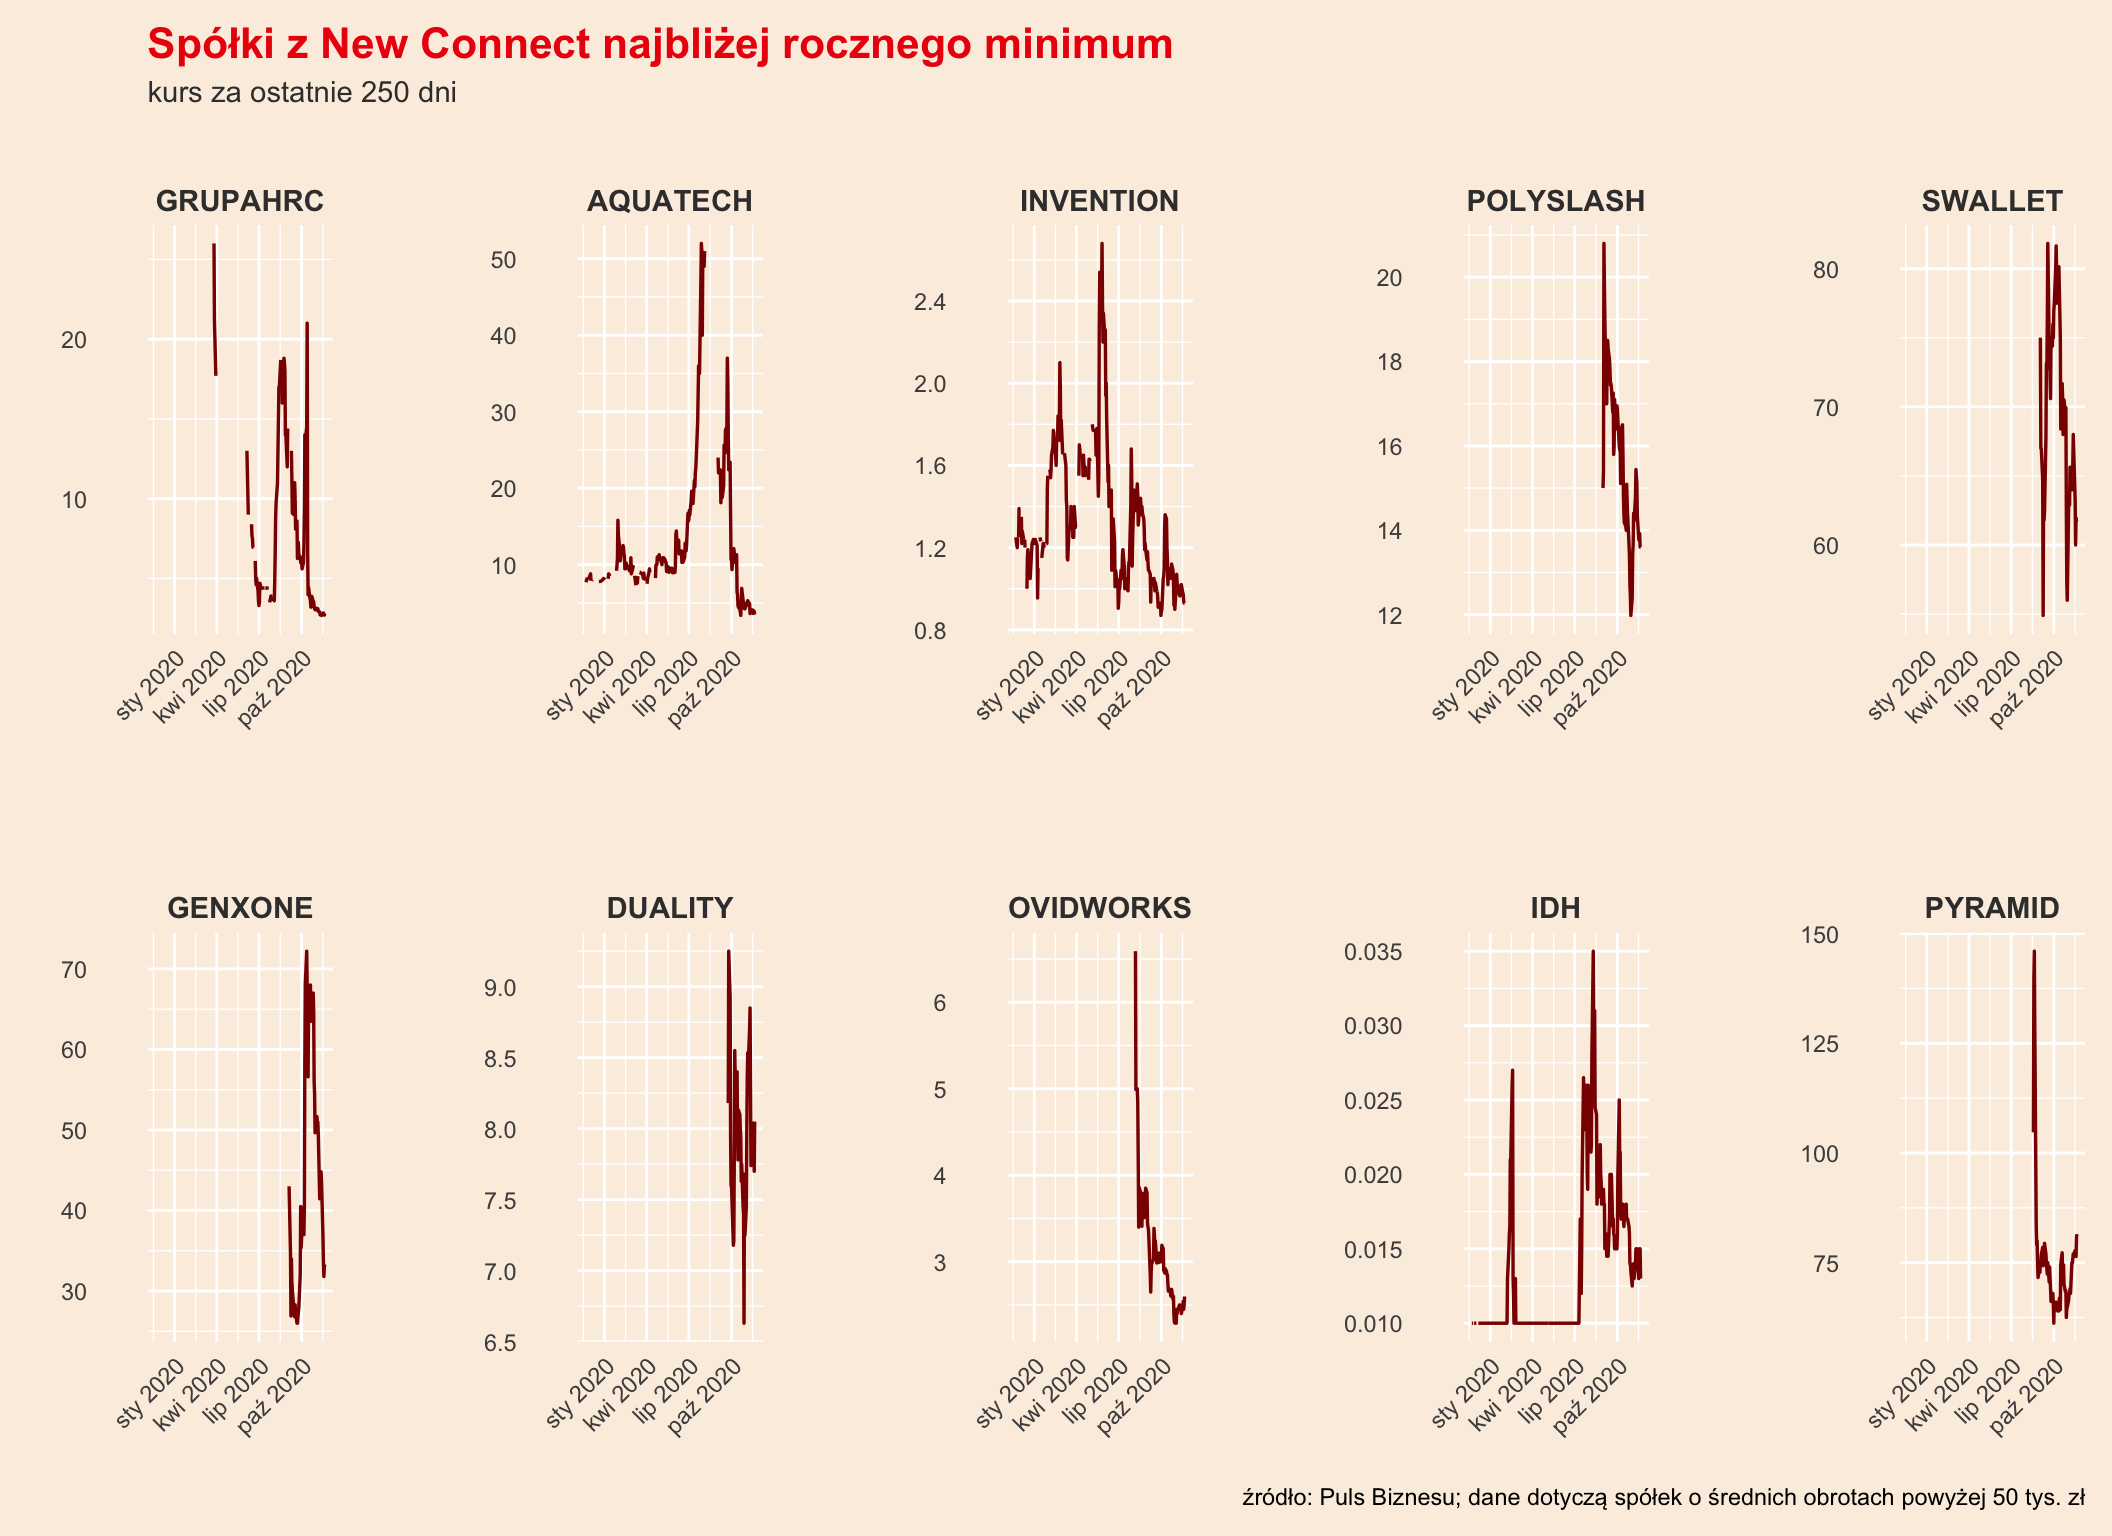 Spółki z New Connect najbliżej rocznego minimum
kurs za ostatnie 250 dni
GRUPAHRC
20
10
sty 2020
kwi 2020
lip 2020
paź 2020
AQUATECH
50
40
30
20
10
sty 2020
kwi 2020
lip 2020
paź 2020
INVENTION
2.4
2.0
1.6
1.2
0.8
sty 2020
kwi 2020
lip 2020
paź 2020
POLYSLASH
20
18
16
14
12
sty 2020
kwi 2020
lip 2020
paź 2020
SWALLET
80
70
60
sty 2020
kwi 2020
lip 2020
paź 2020
GENXONE
70
60
50
40
30
sty 2020
kwi 2020
lip 2020
paź 2020
DUALITY
9.0
8.5
8.0
7.5
7.0
6.5
sty 2020
kwi 2020
lip 2020
paź 2020
OVIDWORKS
6
5
4
3
sty 2020
kwi 2020
lip 2020
paź 2020
IDH
0.035
0.030
0.025
0.020
0.015
0.010
sty 2020
kwi 2020
lip 2020
paź 2020
PYRAMID
150
125
100
75
sty 2020
kwi 2020
lip 2020
paź 2020
źródło: Puls Biznesu; dane dotyczą spółek o średnich obrotach powyżej 50 tys. zł